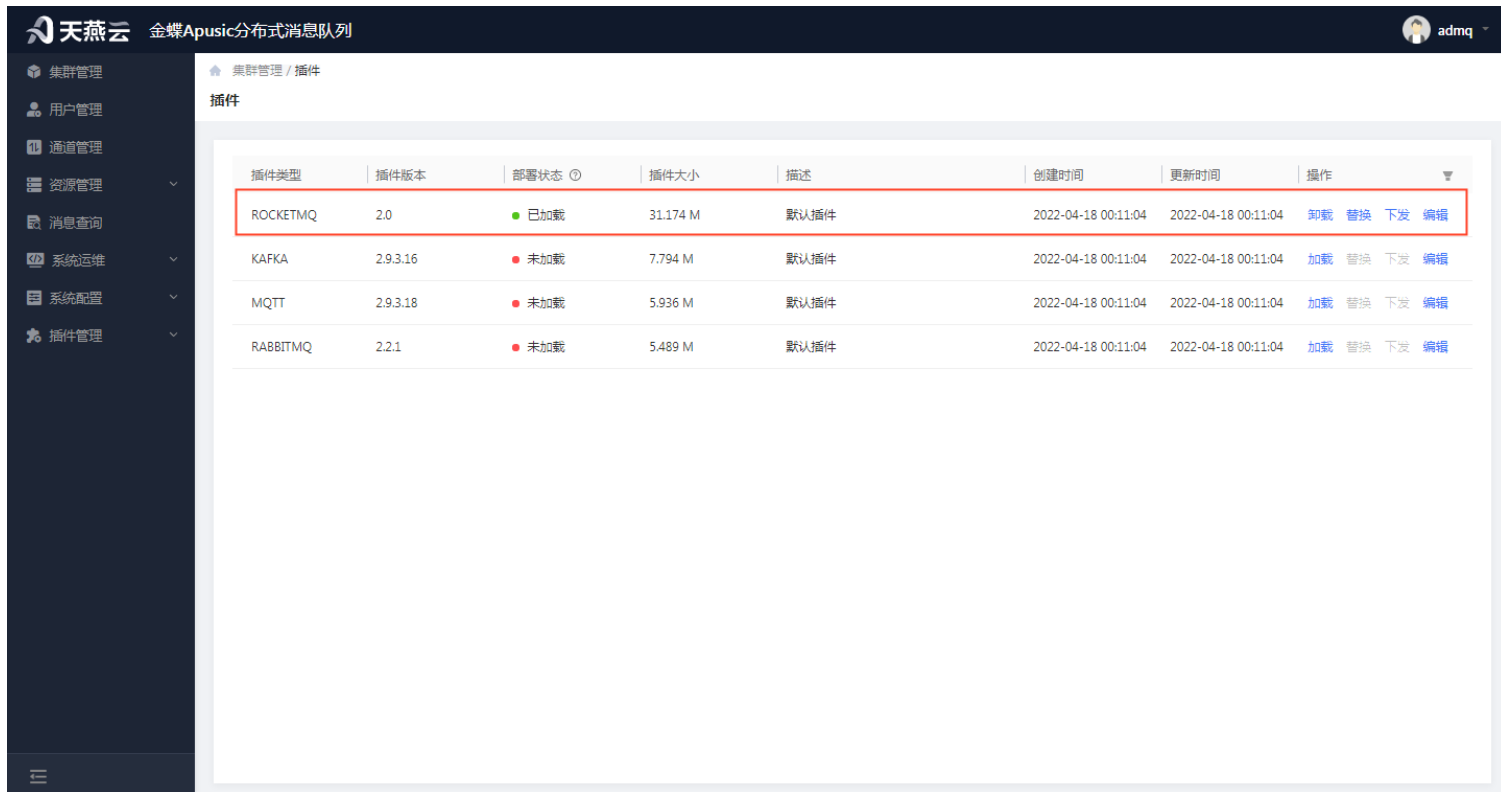 天燕云 金蝶Apusic分布式消息队列 admq
集群管理
用户管理
通道管理
资源管理
消息查询
系统运维
系统配置
插件管理
集群管理 / 插件
插件
插件类型 插件版本 部署状态 插件大小 描述 创建时间 更新时间 操作
ROCKETMQ 2.0 已加载 31.174 M 默认插件 2022-04-18 00:11:04 2022-04-18 00:11:04 卸载 替换 下发 编辑
KAFKA 2.9.3.16 未加载 7.794 M 默认插件 2022-04-18 00:11:04 2022-04-18 00:11:04 加载 替换 下发 编辑
MQTT 2.9.3.18 未加载 5.936 M 默认插件 2022-04-18 00:11:04 2022-04-18 00:11:04 加载 替换 下发 编辑
RABBITMQ 2.2.1 未加载 5.489 M 默认插件 2022-04-18 00:11:04 2022-04-18 00:11:04 加载 替换 下发 编辑